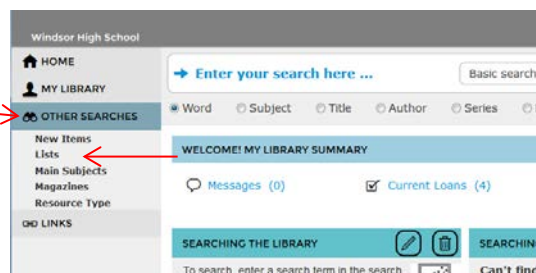 Windsor High School
HOME
MY LIBRARY
OTHER SEARCHES
New Items
Lists
Main Subjects
Magazines
Resource Type
LINKS
Enter your search here ...
Basic search
Word Subject Title Author Series
WELCOME! MY LIBRARY SUMMARY
Messages (0) Current Loans (4)
SEARCHING THE LIBRARY
To search, enter a search term in the search
SEARCHING
Can't find